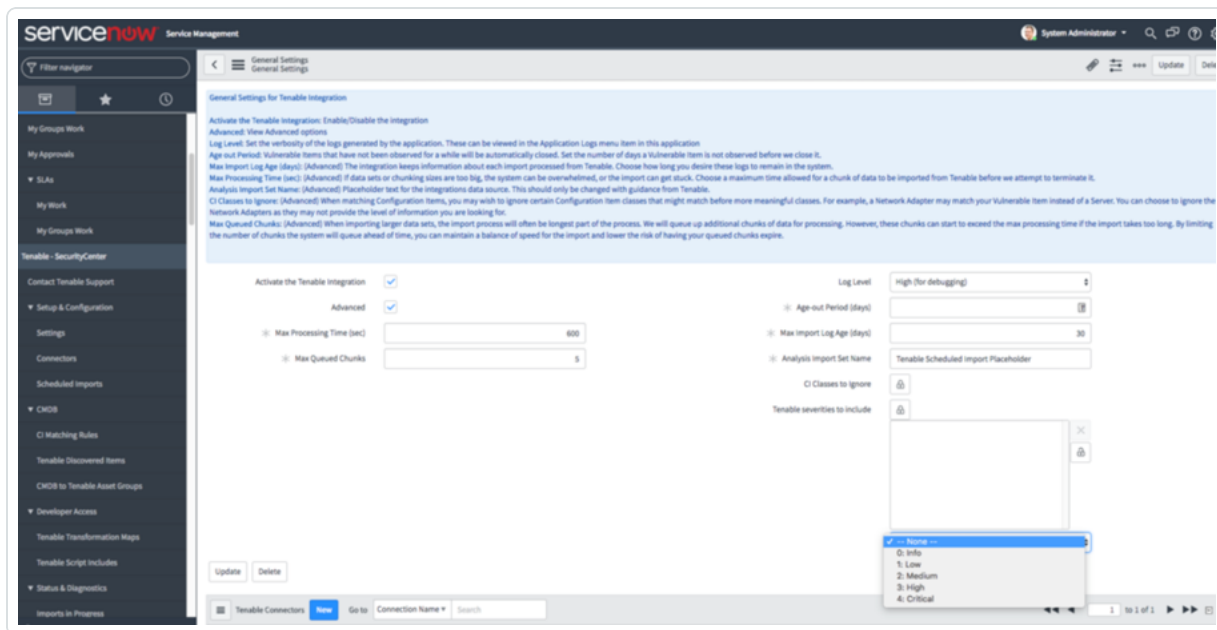 servicenow Service Management
System Administrator
Filter navigator
General Settings
General Settings
Update
Dele
My Groups Work
My Approvals
SLAs
My Work
My Groups Work
Tenable - SecurityCenter
Contact Tenable Support
Setup & Configuration
Settings
Connectors
Scheduled Imports
CMDB
CI Matching Rules
Tenable Discovered Items
CMDB to Tenable Asset Groups
Developer Access
Tenable Transformation Maps
Tenable Script Includes
Status & Diagnostics
Imports in Progress
General Settings for Tenable Integration
Activate the Tenable Integration: Enable/Disable the integration
Advanced: View Advanced options
Log Level: Set the verbosity of the logs generated by the application. These can be viewed in the Application Logs menu item in this application
Age out Period: Vulnerable Items that have not been observed for a while will be automatically closed. Set the number of days a Vulnerable Item is not observed before we close it.
Max Import Log Age (days): (Advanced) The integration keeps information about each import processed from Tenable. Choose how long you desire these logs to remain in the system.
Max Processing Time (sec): (Advanced) If data sets or chunking sizes are too big, the system can be overwhelmed, or the import can get stuck. Choose a maximum time allowed for a chunk of data to be imported from Tenable before we attempt to terminate it.
Analysis Import Set Name: (Advanced) Placeholder text for the integrations data source. This should only be changed with guidance from Tenable.
CI Classes to Ignore: (Advanced) When matching Configuration Items, you may wish to ignore certain Configuration Item classes that might match before more meaningful classes. For example, a Network Adapter may match your Vulnerable Item instead of a Server. You can choose to ignore the
Network Adapters as they may not provide the level of information you are looking for.
Max Queued Chunks: (Advanced) When importing larger data sets, the import process will often be longest part of the process. We will queue up additional chunks of data for processing. However, these chunks can start to exceed the max processing time if the import takes too long. By limiting
the number of chunks the system will queue ahead of time, you can maintain a balance of speed for the import and lower the risk of having your queued chunks expire.
Activate the Tenable Integration
Log Level High (for debugging)
Advanced
Age-out Period (days)
Max Processing Time (sec) 600
Max Import Log Age (days) 30
Max Queued Chunks 5
Analysis Import Set Name Tenable Scheduled Import Placeholder
CI Classes to Ignore
Tenable severities to include
-- None --
0: Info
1: Low
2: Medium
3: High
4: Critical
Update Delete
Tenable Connectors New Go to Connection Name Search
1 to 1 of 1